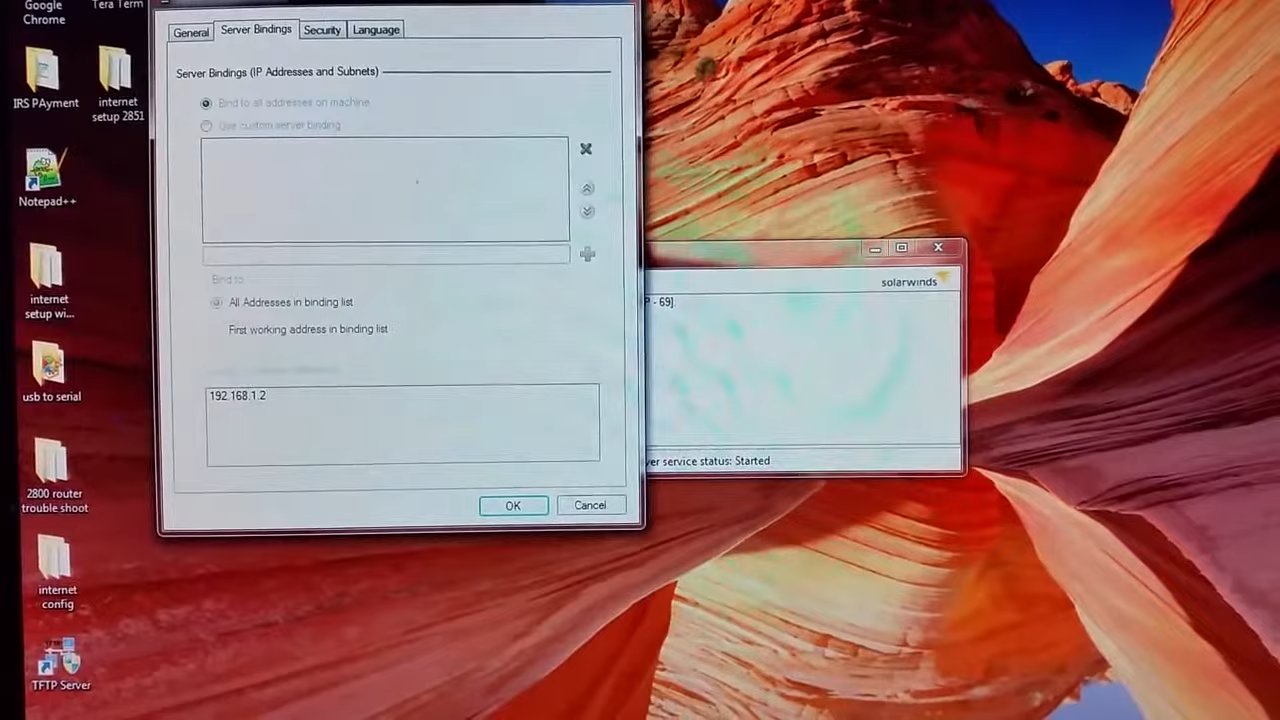 Google
Chrome
Tera Term
IRS PAyment
internet
setup 2851
Notepad++
internet
setup wi...
usb to serial
2800 router
trouble shoot
internet
config
TFTP Server
General
Server Bindings
Security
Language
Server Bindings (IP Addresses and Subnets)
Bind to all addresses on machine
Use custom server binding
Bind to
All Addresses in binding list
First working address in binding list
192.168.1.2
OK
Cancel
solarwinds
P - 69].
ver service status: Started